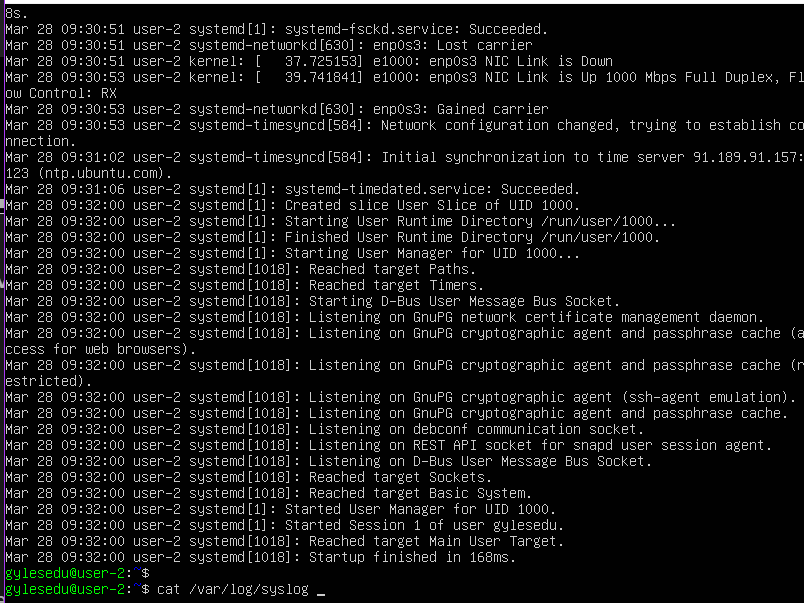 8s.
Mar 28 09:30:51 user-2 systemd[1]: systemd-fsckd.service: Succeeded.
Mar 28 09:30:51 user-2 systemd-networkd[630]: enp0s3: Lost carrier
Mar 28 09:30:51 user-2 kernel: [   37.725153] e1000: enp0s3 NIC Link is Down
Mar 28 09:30:53 user-2 kernel: [   39.741841] e1000: enp0s3 NIC Link is Up 1000 Mbps Full Duplex, Fl
ow Control: RX
Mar 28 09:30:53 user-2 systemd-networkd[630]: enp0s3: Gained carrier
Mar 28 09:30:53 user-2 systemd-timesyncd[584]: Network configuration changed, trying to establish co
nnection.
Mar 28 09:31:02 user-2 systemd-timesyncd[584]: Initial synchronization to time server 91.189.91.157:
123 (ntp.ubuntu.com).
Mar 28 09:31:06 user-2 systemd[1]: systemd-timedated.service: Succeeded.
Mar 28 09:32:00 user-2 systemd[1]: Created slice User Slice of UID 1000.
Mar 28 09:32:00 user-2 systemd[1]: Starting User Runtime Directory /run/user/1000...
Mar 28 09:32:00 user-2 systemd[1]: Finished User Runtime Directory /run/user/1000.
Mar 28 09:32:00 user-2 systemd[1]: Starting User Manager for UID 1000...
Mar 28 09:32:00 user-2 systemd[1018]: Reached target Paths.
Mar 28 09:32:00 user-2 systemd[1018]: Reached target Timers.
Mar 28 09:32:00 user-2 systemd[1018]: Starting D-Bus User Message Bus Socket.
Mar 28 09:32:00 user-2 systemd[1018]: Listening on GnuPG network certificate management daemon.
Mar 28 09:32:00 user-2 systemd[1018]: Listening on GnuPG cryptographic agent and passphrase cache (a
ccess for web browsers).
Mar 28 09:32:00 user-2 systemd[1018]: Listening on GnuPG cryptographic agent and passphrase cache (r
estricted).
Mar 28 09:32:00 user-2 systemd[1018]: Listening on GnuPG cryptographic agent (ssh-agent emulation).
Mar 28 09:32:00 user-2 systemd[1018]: Listening on GnuPG cryptographic agent and passphrase cache.
Mar 28 09:32:00 user-2 systemd[1018]: Listening on debconf communication socket.
Mar 28 09:32:00 user-2 systemd[1018]: Listening on REST API socket for snapd user session agent.
Mar 28 09:32:00 user-2 systemd[1018]: Listening on D-Bus User Message Bus Socket.
Mar 28 09:32:00 user-2 systemd[1018]: Reached target Sockets.
Mar 28 09:32:00 user-2 systemd[1018]: Reached target Basic System.
Mar 28 09:32:00 user-2 systemd[1]: Started User Manager for UID 1000.
Mar 28 09:32:00 user-2 systemd[1]: Started Session 1 of user gylesedu.
Mar 28 09:32:00 user-2 systemd[1018]: Reached target Main User Target.
Mar 28 09:32:00 user-2 systemd[1018]: Startup finished in 168ms.
gylesedu@user-2:~$
gylesedu@user-2:~$ cat /var/log/syslog _